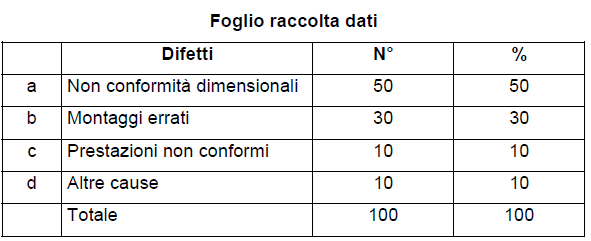 Foglio raccolta dati
Difetti N° %
a Non conformità dimensionali 50 50
b Montaggi errati 30 30
c Prestazioni non conformi 10 10
d Altre cause 10 10
Totale 100 100